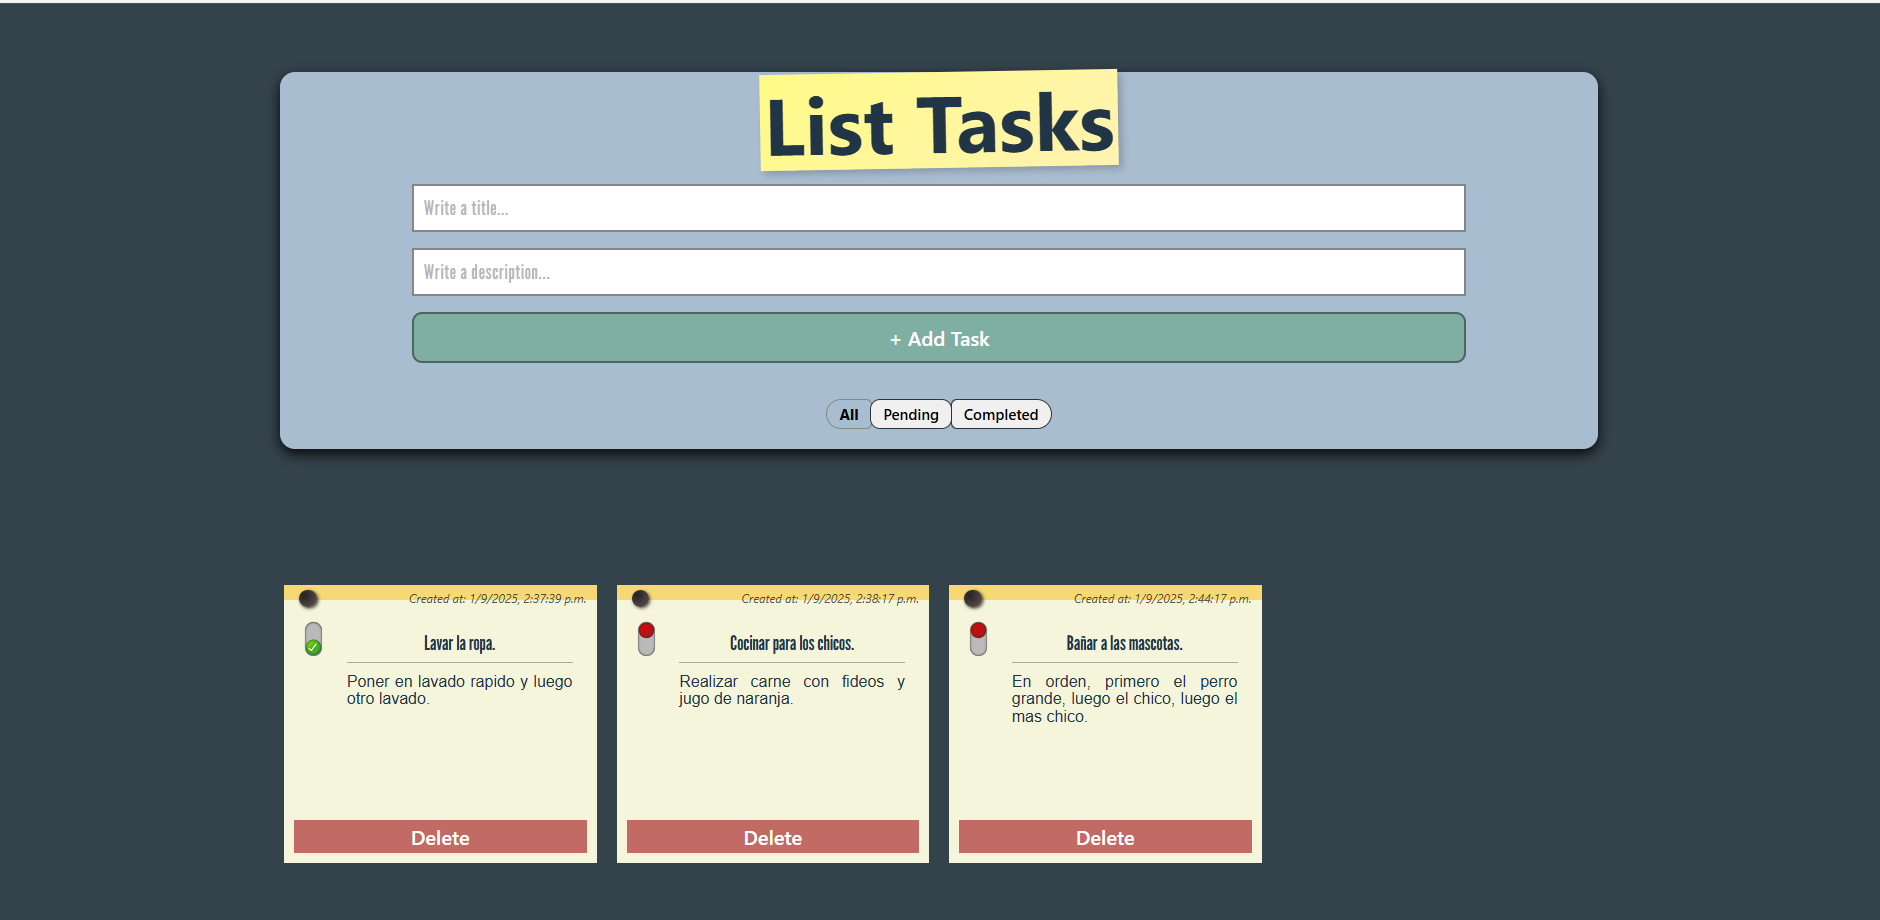 List Tasks
Write a title...
Write a description...
+ Add Task
All
Pending
Completed
Created at: 1/9/2025, 2:37:39 p.m.
Lavar la ropa.
Poner en lavado rapido y luego
otro lavado.
Delete
Created at: 1/9/2025, 2:38:17 p.m.
Cocinar para los chicos.
Realizar carne con fideos y
jugo de naranja.
Delete
Created at: 1/9/2025, 2:44:17 p.m.
Bañar a las mascotas.
En orden, primero el perro
grande, luego el chico, luego el
mas chico.
Delete